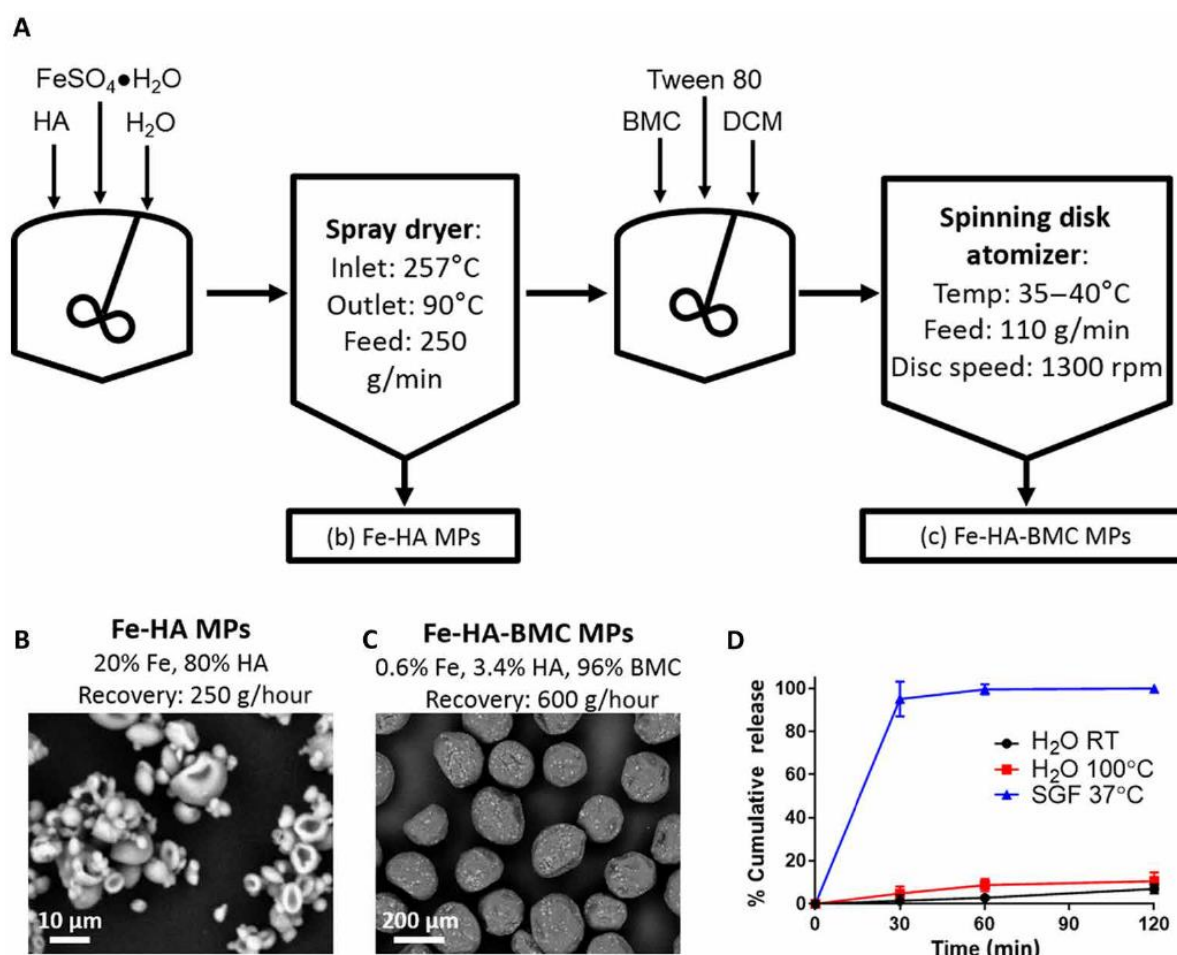 A
FeSO₄●H₂O
HA
H₂O
Spray dryer:
Inlet: 257°C
Outlet: 90°C
Feed: 250
g/min
(b) Fe-HA MPs
Tween 80
BMC
DCM
Spinning disk
atomizer:
Temp: 35–40°C
Feed: 110 g/min
Disc speed: 1300 rpm
(c) Fe-HA-BMC MPs
B
Fe-HA MPs
20% Fe, 80% HA
Recovery: 250 g/hour
10 µm
C
Fe-HA-BMC MPs
0.6% Fe, 3.4% HA, 96% BMC
Recovery: 600 g/hour
200 µm
D
% Cumulative release
100
80
60
40
20
0
H₂O RT
H₂O 100°C
SGF 37°C
0 30 60 90 120
Time (min)